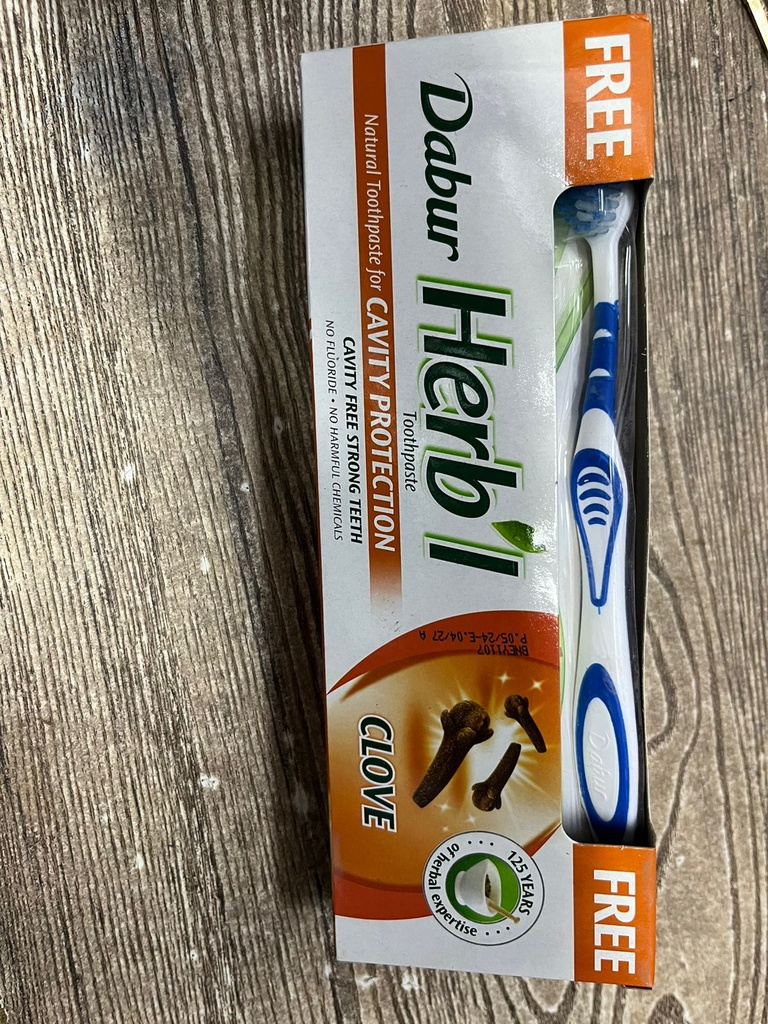 FREE
FREE
Dabur
Herb'l
Toothpaste
Natural Toothpaste for CAVITY PROTECTION
CAVITY FREE STRONG TEETH
NO FLUORIDE • NO HARMFUL CHEMICALS
BNEY1107
P.05/24-E.04/27 A
CLOVE
125 YEARS
of herbal expertise
Dabur